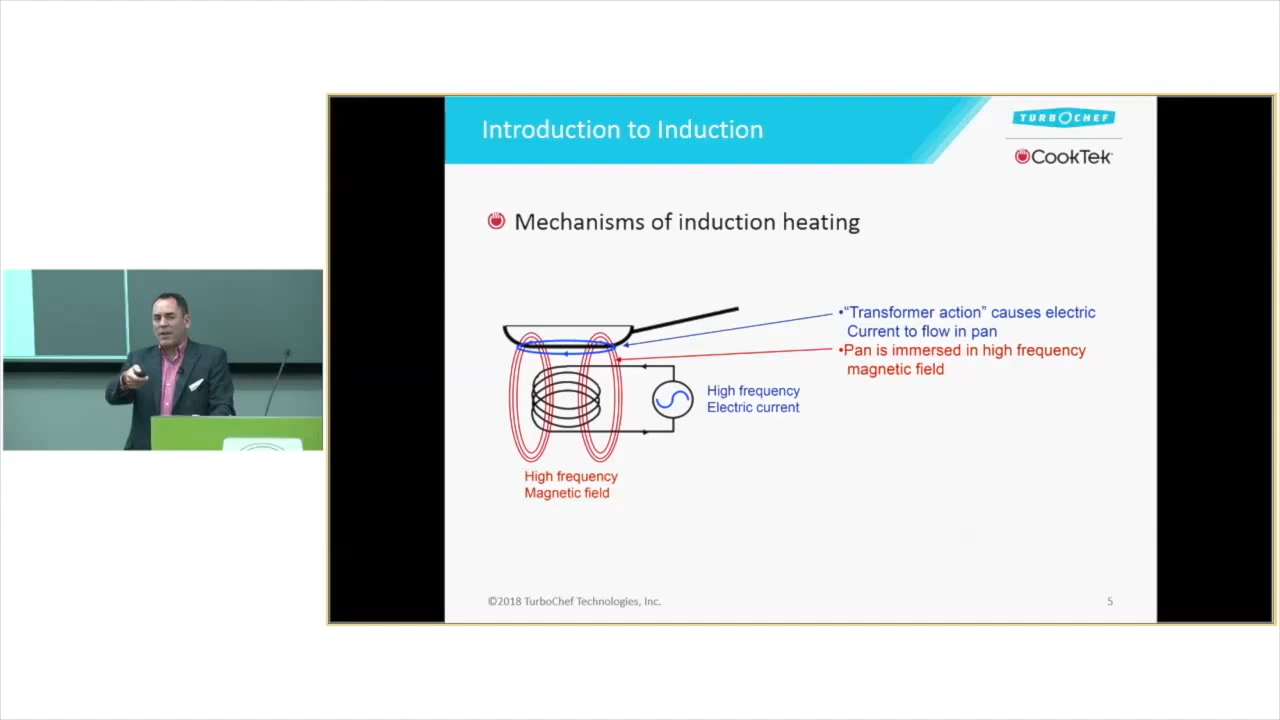 Introduction to Induction
TURBOCHEF
CookTek
Mechanisms of induction heating
•“Transformer action” causes electric
Current to flow in pan
•Pan is immersed in high frequency
magnetic field
High frequency
Electric current
High frequency
Magnetic field
©2018 TurboChef Technologies, Inc.
5